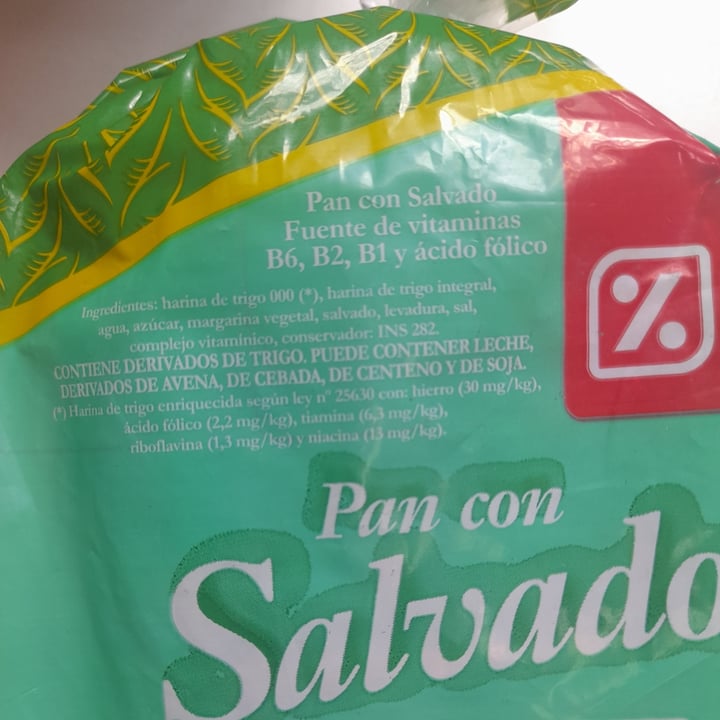 Pan con Salvado
Fuente de vitaminas
B6, B2, B1 y ácido fólico
Ingredientes: harina de trigo 000 (*), harina de trigo integral,
agua, azúcar, margarina vegetal, salvado, levadura, sal,
complejo vitamínico, conservador: INS 282.
CONTIENE DERIVADOS DE TRIGO. PUEDE CONTENER LECHE,
DERIVADOS DE AVENA, DE CEBADA, DE CENTENO Y DE SOJA.
(*) Harina de trigo enriquecida según ley nº 25630 con: hierro (30 mg/kg),
ácido fólico (2,2 mg/kg), tiamina (6,3 mg/kg),
riboflavina (1,3 mg/kg) y niacina (13 mg/kg).
Pan con
Salvado